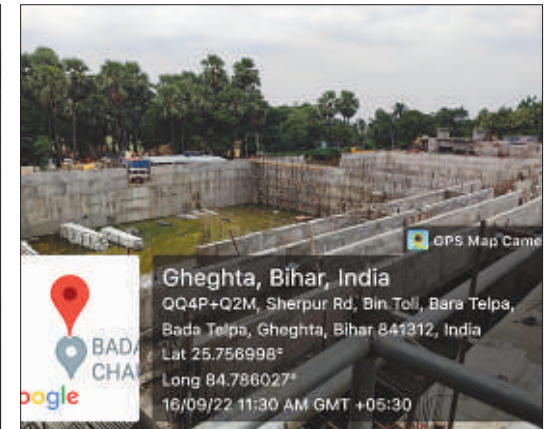 GPS Map Came
Gheghta, Bihar, India
QQ4P+Q2M, Sherpur Rd, Bin Toli, Bara Telpa,
Bada Telpa, Gheghta, Bihar 841312, India
Lat 25.756998°
Long 84.786027°
16/09/22 11:30 AM GMT +05:30
BADA
CHA
oogle